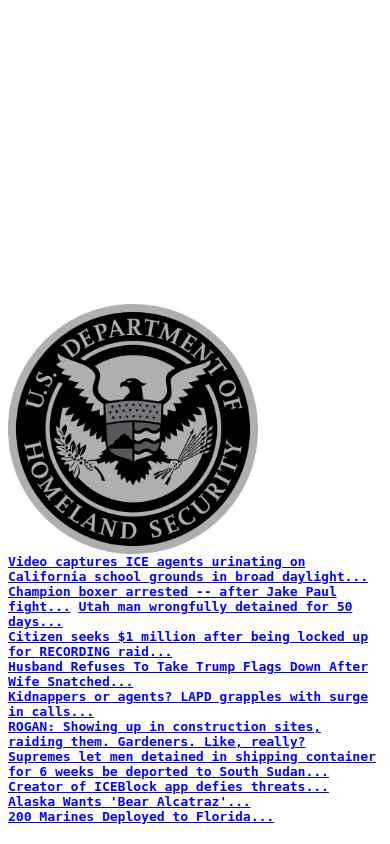 U.S. DEPARTMENT OF
HOMELAND SECURITY
Video captures ICE agents urinating on
California school grounds in broad daylight...
Champion boxer arrested -- after Jake Paul
fight... Utah man wrongfully detained for 50
days...
Citizen seeks $1 million after being locked up
for RECORDING raid...
Husband Refuses To Take Trump Flags Down After
Wife Snatched...
Kidnappers or agents? LAPD grapples with surge
in calls...
ROGAN: Showing up in construction sites,
raiding them. Gardeners. Like, really?
Supremes let men detained in shipping container
for 6 weeks be deported to South Sudan...
Creator of ICEBlock app defies threats...
Alaska Wants 'Bear Alcatraz'...
200 Marines Deployed to Florida...